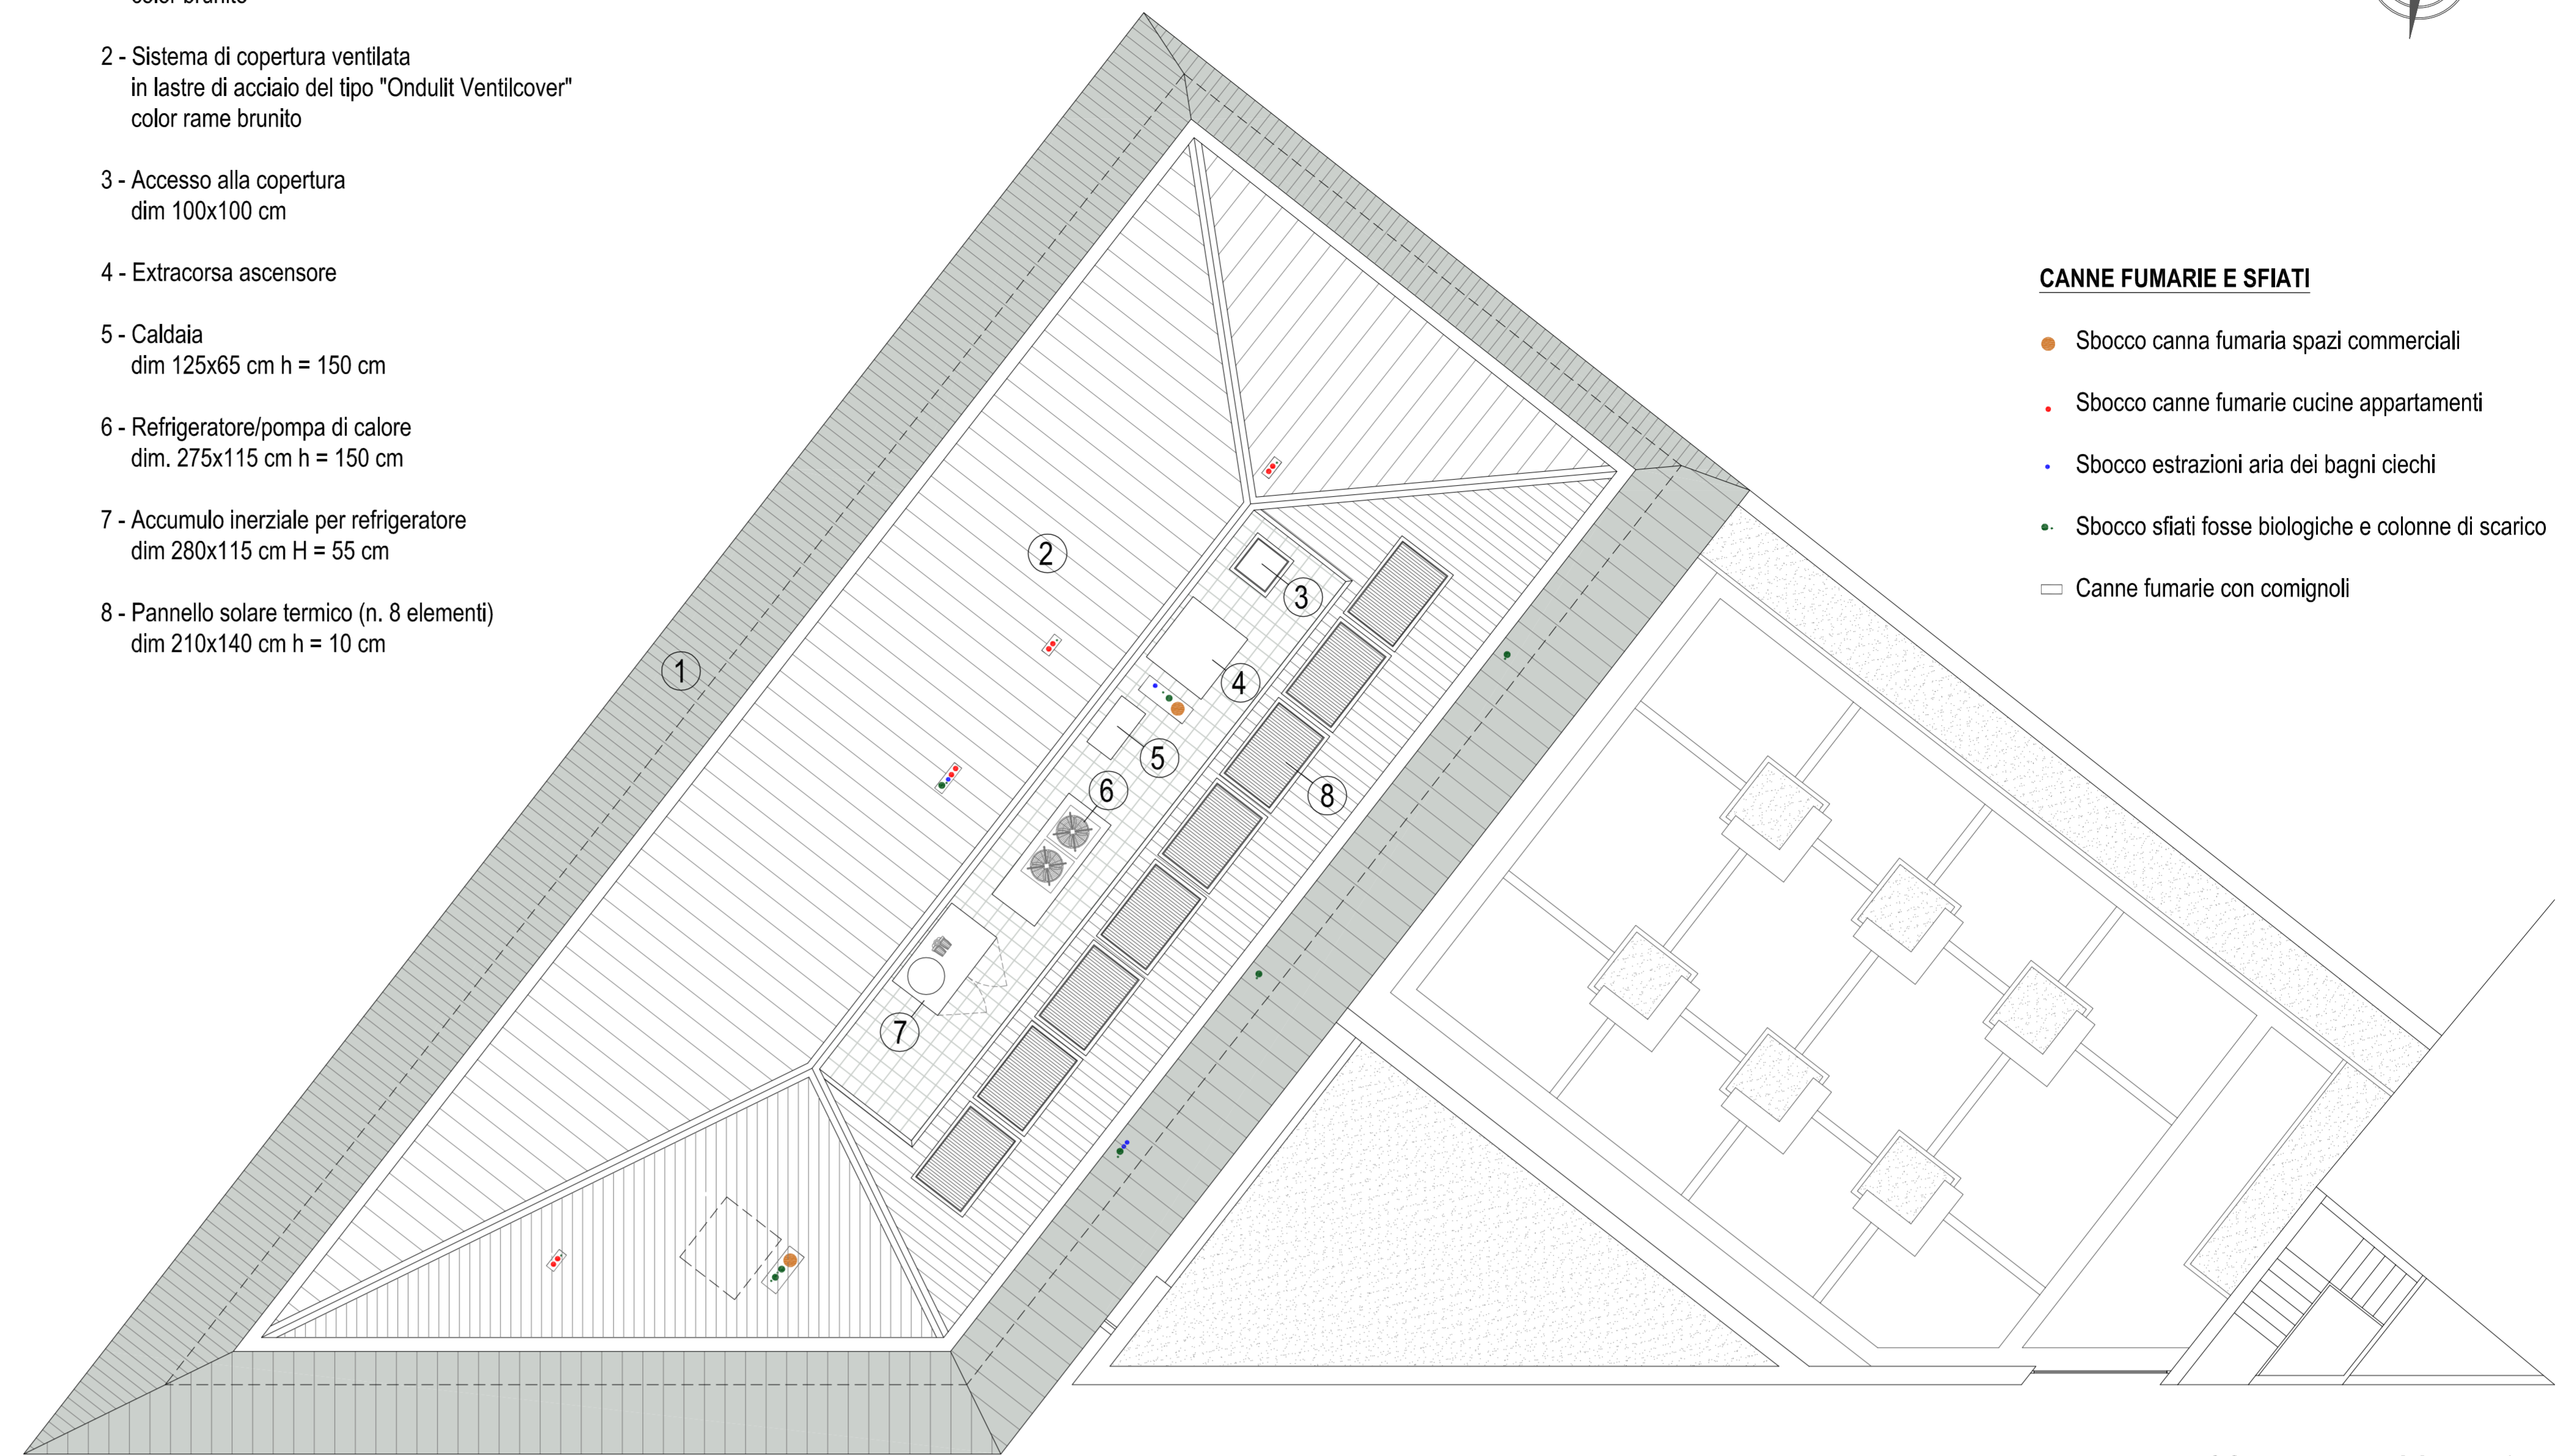 color brunito
2 - Sistema di copertura ventilata
in lastre di acciaio del tipo "Ondulit Ventilcover"
color rame brunito
3 - Accesso alla copertura
dim 100x100 cm
4 - Extracorsa ascensore
5 - Caldaia
dim 125x65 cm h = 150 cm
6 - Refrigeratore/pompa di calore
dim. 275x115 cm h = 150 cm
7 - Accumulo inerziale per refrigeratore
dim 280x115 cm H = 55 cm
8 - Pannello solare termico (n. 8 elementi)
dim 210x140 cm h = 10 cm
1
2
3
4
5
6
7
8
CANNE FUMARIE E SFIATI
Sbocco canna fumaria spazi commerciali
Sbocco canne fumarie cucine appartamenti
Sbocco estrazioni aria dei bagni ciechi
Sbocco sfiati fosse biologiche e colonne di scarico
Canne fumarie con comignoli